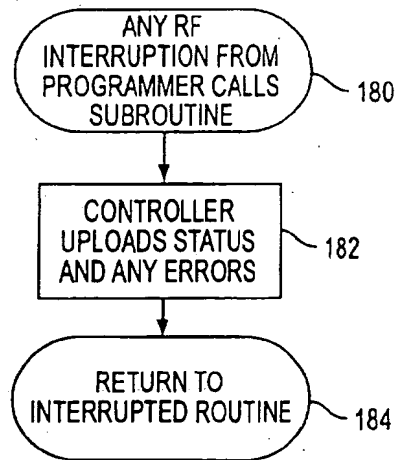 ANY RF
INTERRUPTION FROM
PROGRAMMER CALLS
SUBROUTINE
180
CONTROLLER
UPLOADS STATUS
AND ANY ERRORS
182
RETURN TO
INTERRUPTED ROUTINE
184